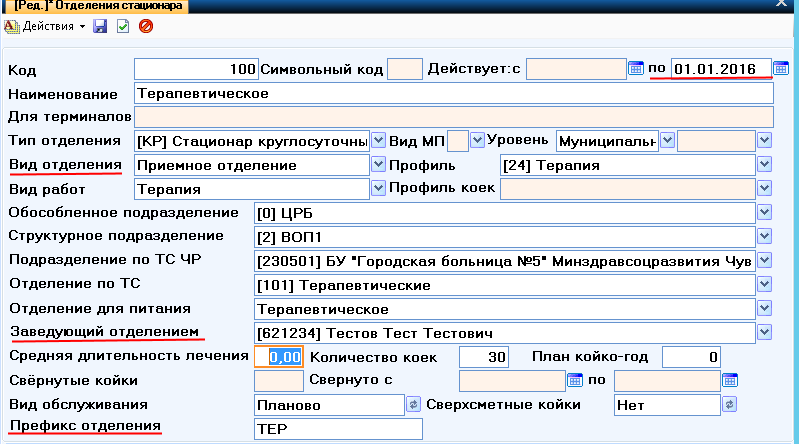 [Ред.]* Отделения стационара
Действия
Код 100 Символьный код Действует: с по 01.01.2016
Наименование Терапевтическое
Для терминалов
Тип отделения [КР] Стационар круглосуточны Вид МП Уровень Муниципальн
Вид отделения Приемное отделение Профиль [24] Терапия
Вид работ Терапия Профиль коек
Обособленное подразделение [0] ЦРБ
Структурное подразделение [2] ВОП1
Подразделение по ТС ЧР [230501] БУ "Городская больница №5" Минздравсоцразвития Чув
Отделение по ТС [101] Терапевтические
Отделение для питания Терапевтическое
Заведующий отделением [621234] Тестов Тест Тестович
Средняя длительность лечения 0,00 Количество коек 30 План койко-год 0
Свёрнутые койки Свернуто с по
Вид обслуживания Планово Сверхсметные койки Нет
Префикс отделения ТЕР